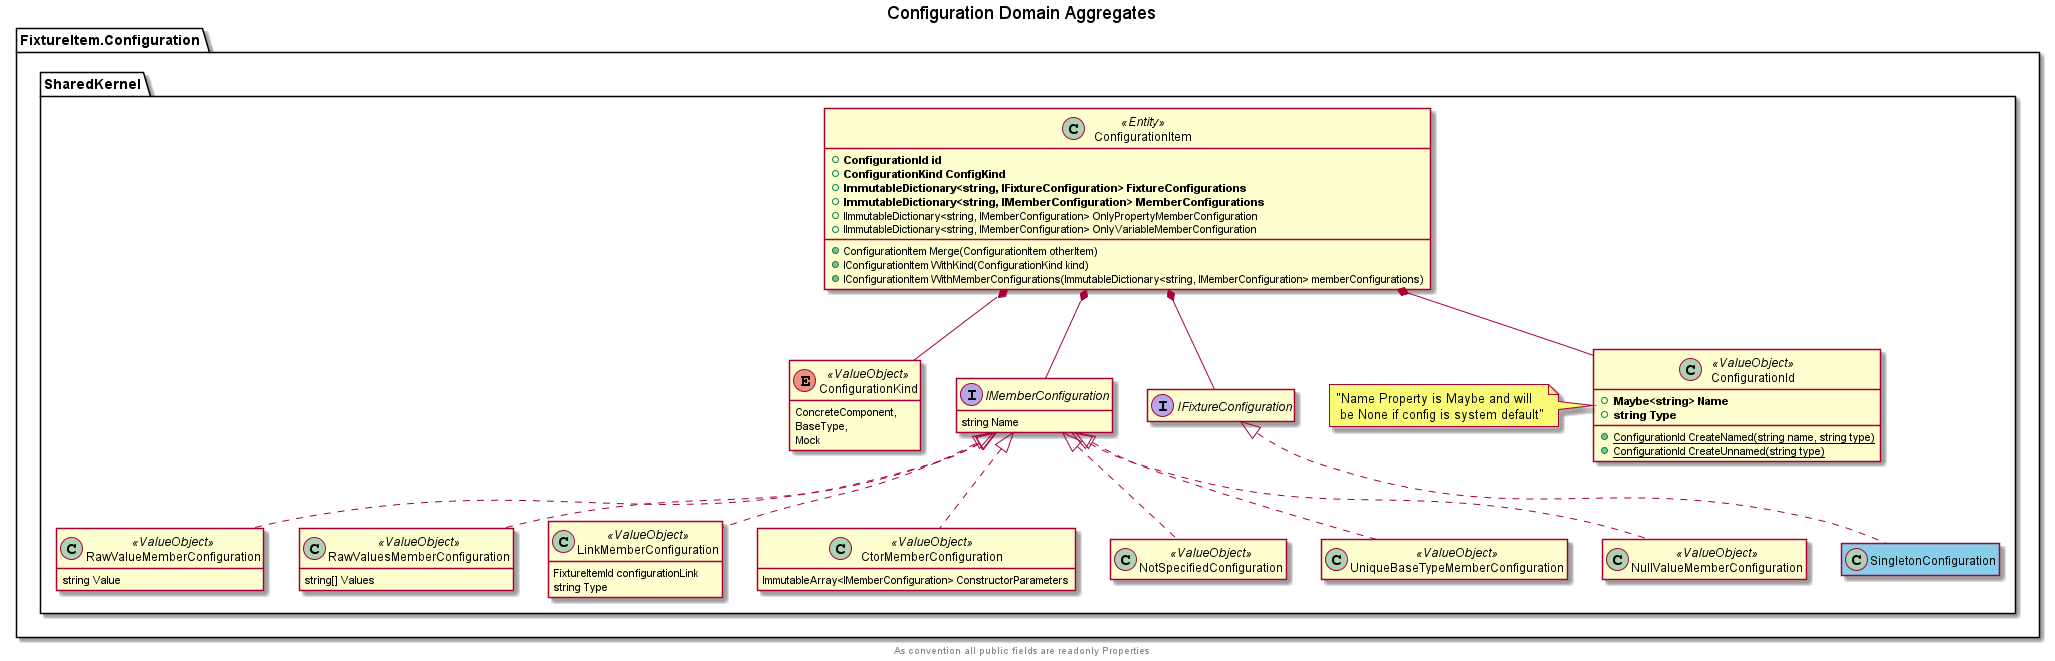 Configuration Domain Aggregates
FixtureItem.Configuration
SharedKernel
C
«Entity»
ConfigurationItem
ConfigurationId id
ConfigurationKind ConfigKind
ImmutableDictionary<string, IFixtureConfiguration> FixtureConfigurations
ImmutableDictionary<string, IMemberConfiguration> MemberConfigurations
IImmutableDictionary<string, IMemberConfiguration> OnlyPropertyMemberConfiguration
IImmutableDictionary<string, IMemberConfiguration> OnlyVariableMemberConfiguration
ConfigurationItem Merge(ConfigurationItem otherItem)
IConfigurationItem WithKind(ConfigurationKind kind)
IConfigurationItem WithMemberConfigurations(ImmutableDictionary<string, IMemberConfiguration> memberConfigurations)
E
«ValueObject»
ConfigurationKind
ConcreteComponent,
BaseType,
Mock
I
IMemberConfiguration
string Name
I
IFixtureConfiguration
"Name Property is Maybe and will
be None if config is system default"
C
«ValueObject»
ConfigurationId
Maybe<string> Name
string Type
ConfigurationId CreateNamed(string name, string type)
ConfigurationId CreateUnnamed(string type)
C
«ValueObject»
RawValueMemberConfiguration
string Value
C
«ValueObject»
RawValuesMemberConfiguration
string[] Values
C
«ValueObject»
LinkMemberConfiguration
FixtureItemId configurationLink
string Type
C
«ValueObject»
CtorMemberConfiguration
ImmutableArray<IMemberConfiguration> ConstructorParameters
C
«ValueObject»
NotSpecifiedConfiguration
C
«ValueObject»
UniqueBaseTypeMemberConfiguration
C
«ValueObject»
NullValueMemberConfiguration
C
SingletonConfiguration
As convention all public fields are readonly Properties